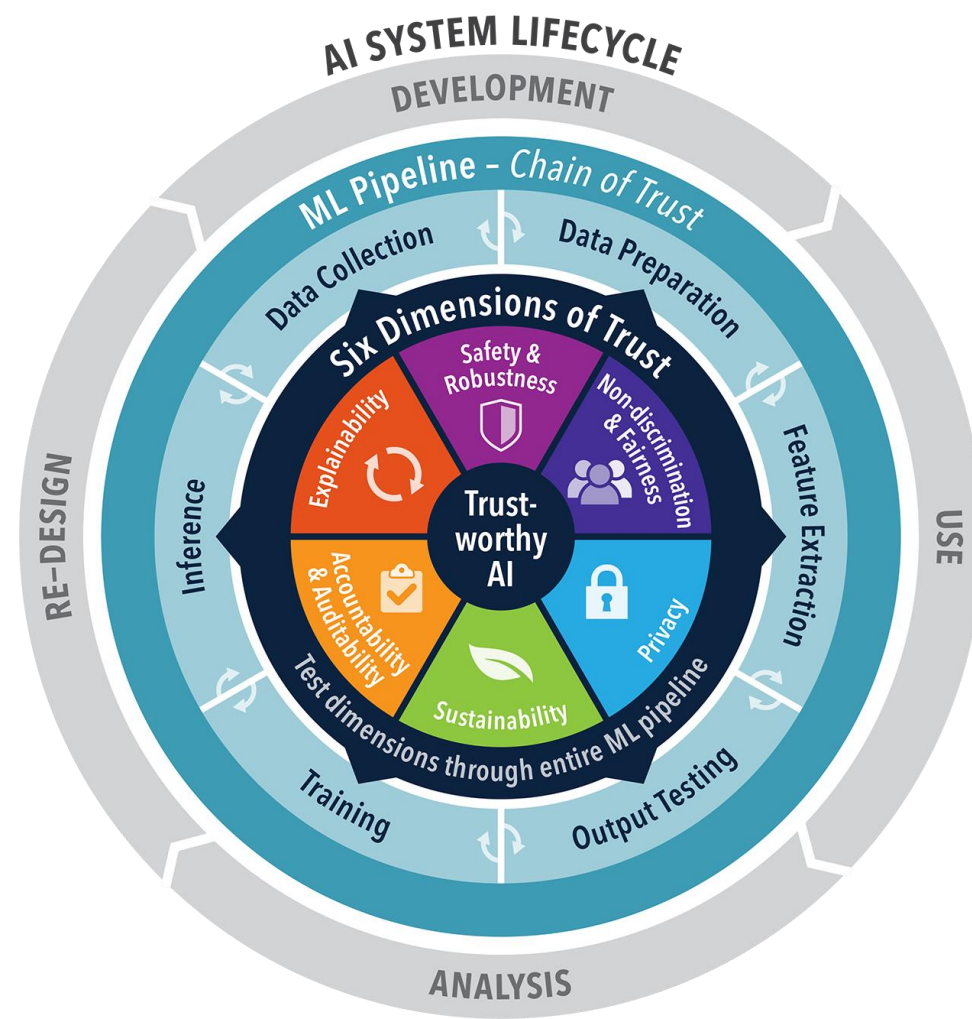 AI SYSTEM LIFECYCLE
DEVELOPMENT
ML Pipeline – Chain of Trust
Data Collection
Data Preparation
Six Dimensions of Trust
Safety &
Robustness
Explainability
Non-discrimination
& Fairness
Trust-
worthy
AI
Inference
Feature Extraction
RE–DESIGN
USE
Accountability
& Auditability
Privacy
Sustainability
Test dimensions through entire ML pipeline
Training
Output Testing
ANALYSIS